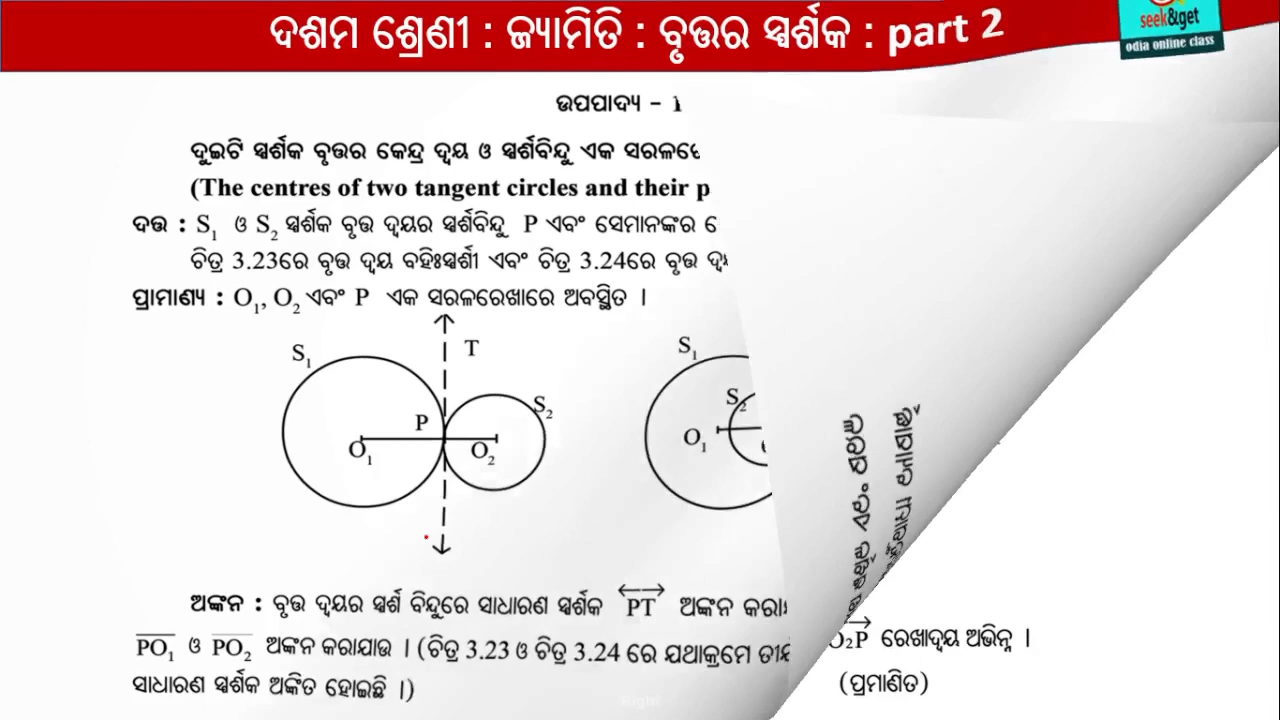 ଦଶମ ଶ୍ରେଣୀ : ଜ୍ୟାମିତି : ବୃତ୍ତର ସ୍ପର୍ଶକ : part 2
seek&get
odia online class
ଉପପାଦ୍ୟ - 1
ଦୁଇଟି ସ୍ପର୍ଶକ ବୃତ୍ତର କେନ୍ଦ୍ର ଦ୍ୱୟ ଓ ସ୍ପର୍ଶବିନ୍ଦୁ ଏକ
(The centres of two tangent circles and their p
ଦତ୍ତ : S₁ ଓ S₂ ସ୍ପର୍ଶକ ବୃତ୍ତ ଦ୍ୱୟର ସ୍ପର୍ଶବିନ୍ଦୁ P ଏବଂ ସେମାନଙ୍କର
ଚିତ୍ର 3.23ରେ ବୃତ୍ତ ଦ୍ୱୟ ବହିଃସ୍ପର୍ଶୀ ଏବଂ ଚିତ୍ର 3.24ରେ ବୃତ୍ତ
ପ୍ରାମାଣ୍ୟ : O₁, O₂ ଏବଂ P ଏକ ସରଳରେଖାରେ ଅବସ୍ଥିତ ।
S₁ T S₂ P O₁ O₂
S₁ S₂ O₁
ଅଙ୍କନ : ବୃତ୍ତ ଦ୍ୱୟର ସ୍ପର୍ଶ ବିନ୍ଦୁରେ ସାଧାରଣ ସ୍ପର୍ଶକ PT ଅଙ୍କନ
PO₁ ଓ PO₂ ଅଙ୍କନ କରାଯାଉ । (ଚିତ୍ର 3.23 ଓ ଚିତ୍ର 3.24 ରେ ଯଥାକ୍ରମେ
O₂P ରେଖାଦ୍ୱୟ ଅଭିନ୍ନ ।
ସାଧାରଣ ସ୍ପର୍ଶକ ଅଙ୍କିତ ହୋଇଛି ।)
(ପ୍ରମାଣିତ)